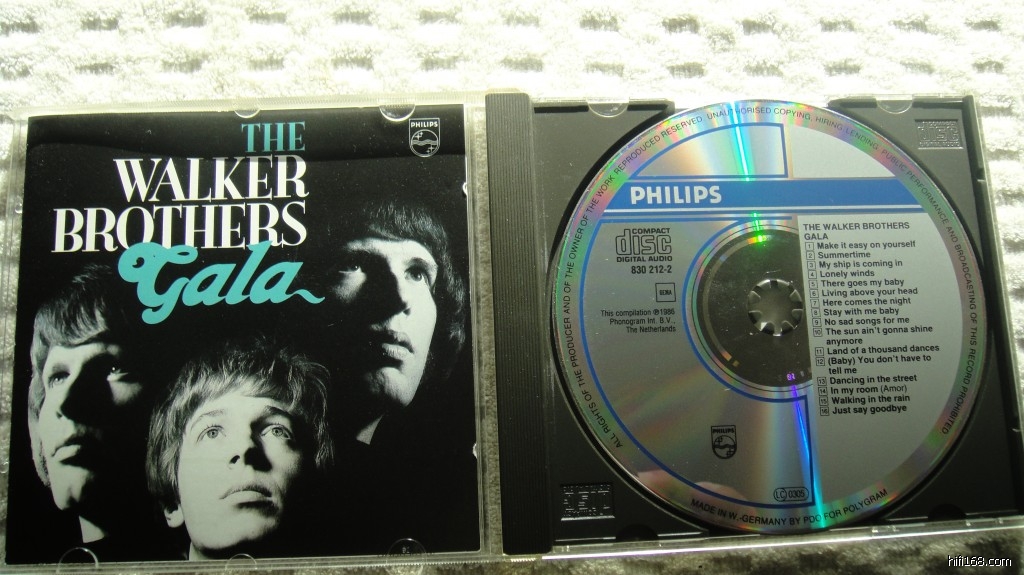 THE
WALKER
BROTHERS
Gala
PHILIPS
PHILIPS
COMPACT
disc
DIGITAL AUDIO
830 212-2
GEMA
This compilation ℗1986
Phonogram Int. B.V.,
The Netherlands
THE WALKER BROTHERS
GALA
1 Make it easy on yourself
2 Summertime
3 My ship is coming in
4 Lonely winds
5 There goes my baby
6 Living above your head
7 Here comes the night
8 Stay with me baby
9 No sad songs for me
10 The sun ain't gonna shine
anymore
11 Land of a thousand dances
12 (Baby) You don't have to
tell me
13 Dancing in the street
14 In my room (Amor)
15 Walking in the rain
16 Just say goodbye
PHILIPS
LC 0305
ALL RIGHTS OF THE PRODUCER AND OF THE OWNER OF THE WORK REPRODUCED RESERVED. UNAUTHORISED COPYING, HIRING, LENDING, PUBLIC PERFORMANCE AND BROADCASTING OF THIS RECORD PROHIBITED
MADE IN W.-GERMANY BY PDO FOR POLYGRAM
hifi168.com